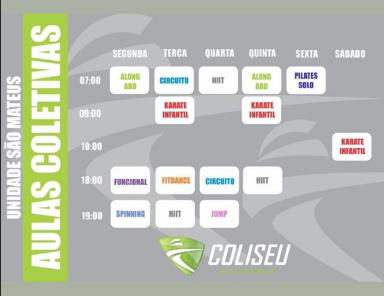 UNIDADE SÃO MATEUS
AULAS COLETIVAS
SEGUNDA TERÇA QUARTA QUINTA SEXTA SÁBADO
07:00 ALONG ABD CIRCUITO HIIT ALONG ABD PILATES SOLO
09:00 KARATE INFANTIL KARATE INFANTIL
10:00 KARATE INFANTIL
18:00 FUNCIONAL FITDANCE CIRCUITO HIIT
19:00 SPINNING HIIT JUMP
COLISEU